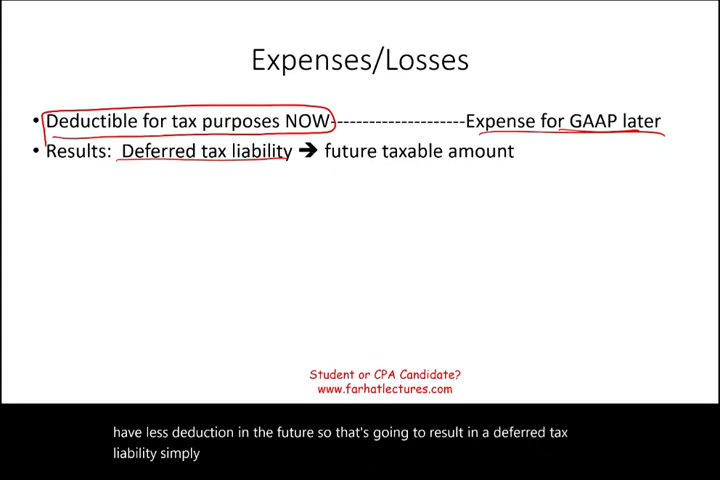 Expenses/Losses
• Deductible for tax purposes NOW---------------------Expense for GAAP later
• Results: Deferred tax liability ➔ future taxable amount
Student or CPA Candidate?
www.farhatlectures.com
have less deduction in the future so that's going to result in a deferred tax
liability simply